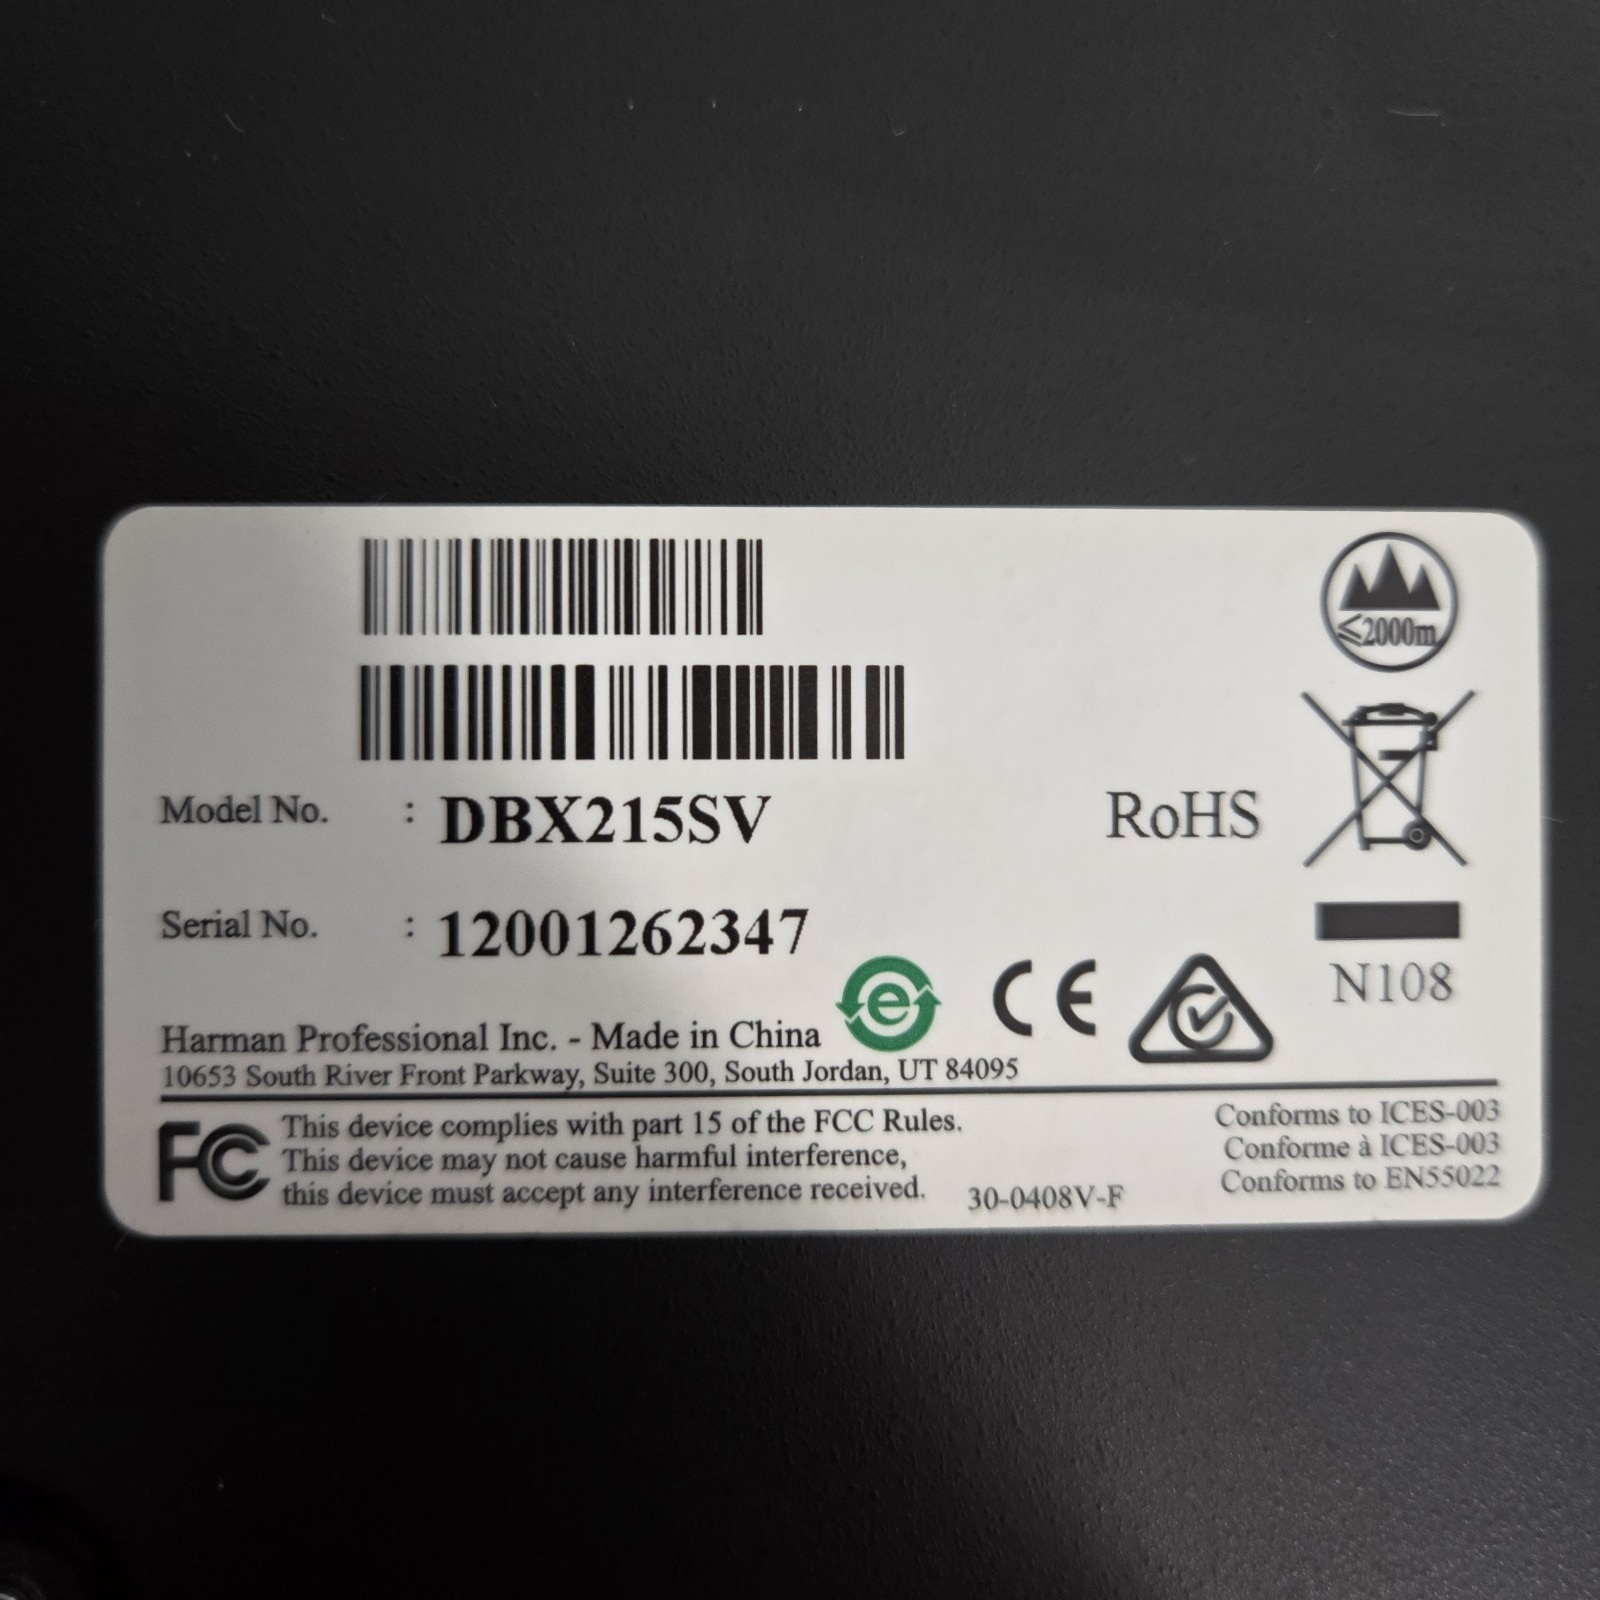 ≤2000m
Model No. : DBX215SV
RoHS
Serial No. : 12001262347
N108
e
CE
Harman Professional Inc. - Made in China
10653 South River Front Parkway, Suite 300, South Jordan, UT 84095
FC This device complies with part 15 of the FCC Rules.
This device may not cause harmful interference,
this device must accept any interference received.
30-0408V-F
Conforms to ICES-003
Conforme à ICES-003
Conforms to EN55022